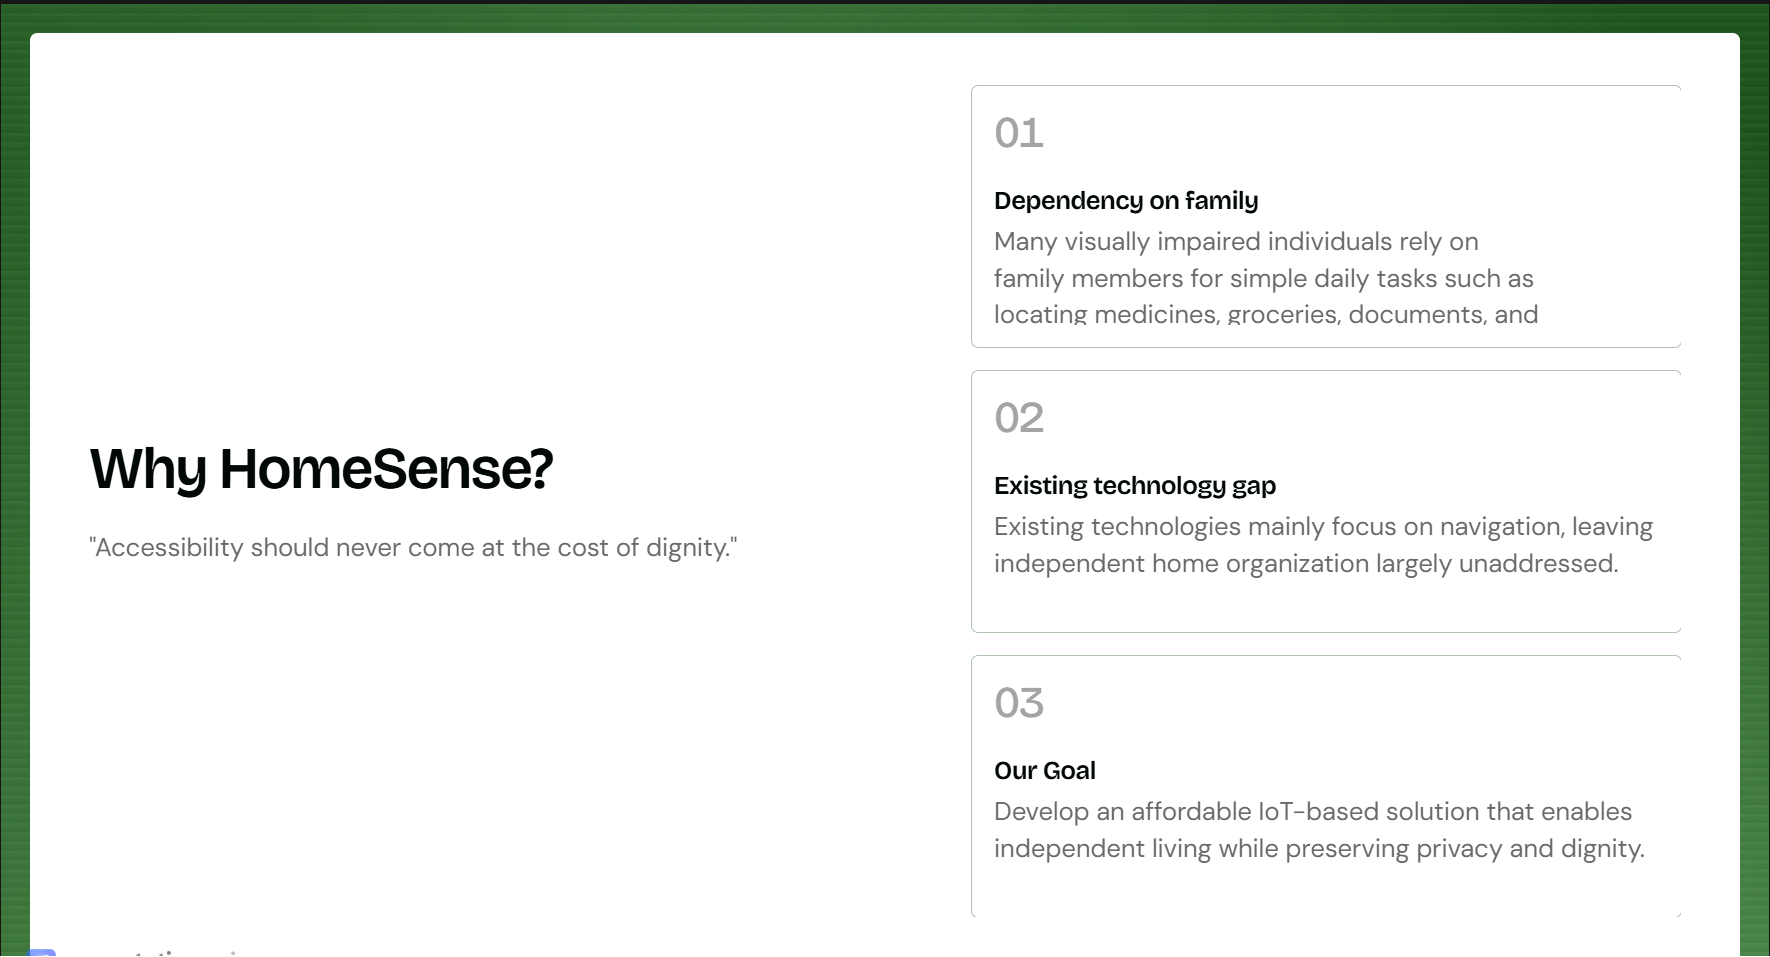 Why HomeSense?
"Accessibility should never come at the cost of dignity."
01
Dependency on family
Many visually impaired individuals rely on
family members for simple daily tasks such as
locating medicines, groceries, documents, and
02
Existing technology gap
Existing technologies mainly focus on navigation, leaving
independent home organization largely unaddressed.
03
Our Goal
Develop an affordable IoT-based solution that enables
independent living while preserving privacy and dignity.